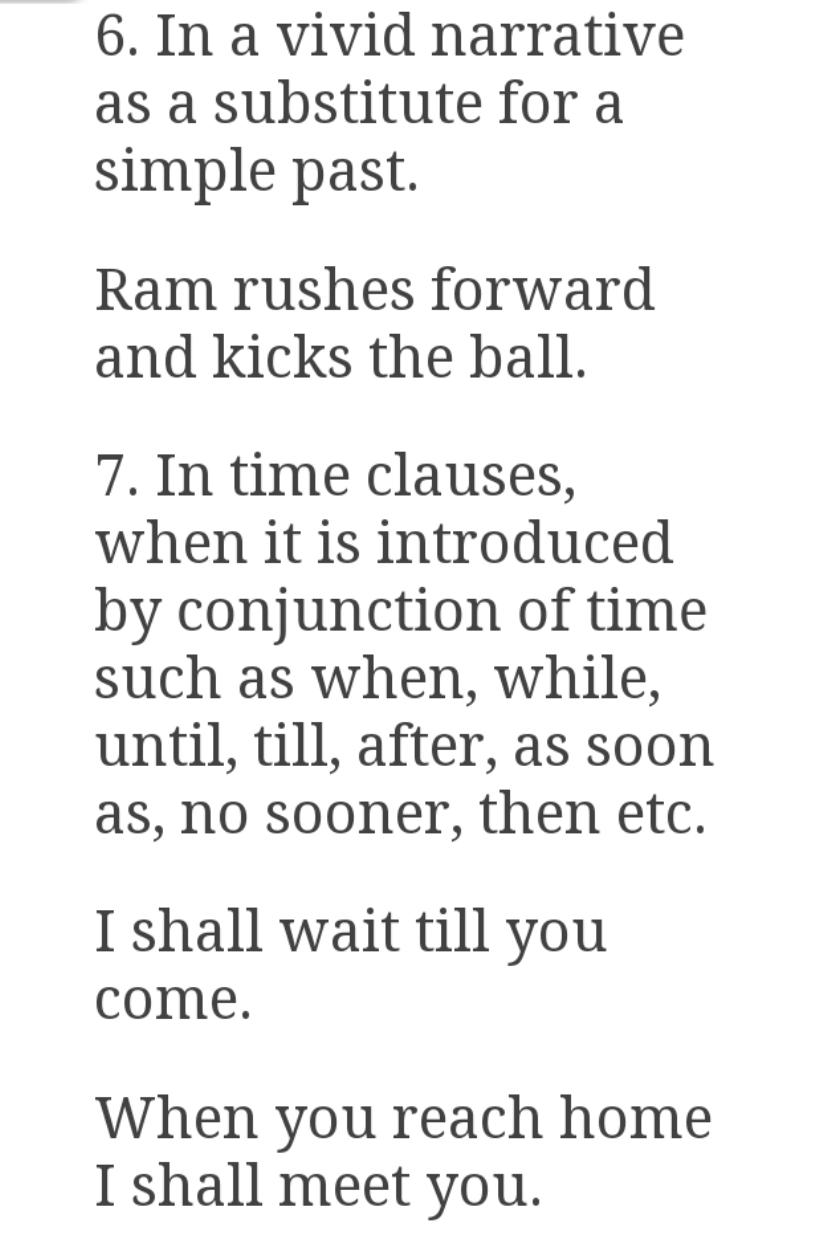 6. In a vivid narrative
as a substitute for a
simple past.
Ram rushes forward
and kicks the ball.
7. In time clauses,
when it is introduced
by conjunction of time
such as when, while,
until, till, after, as soon
as, no sooner, then etc.
I shall wait till you
come.
When you reach home
I shall meet you.